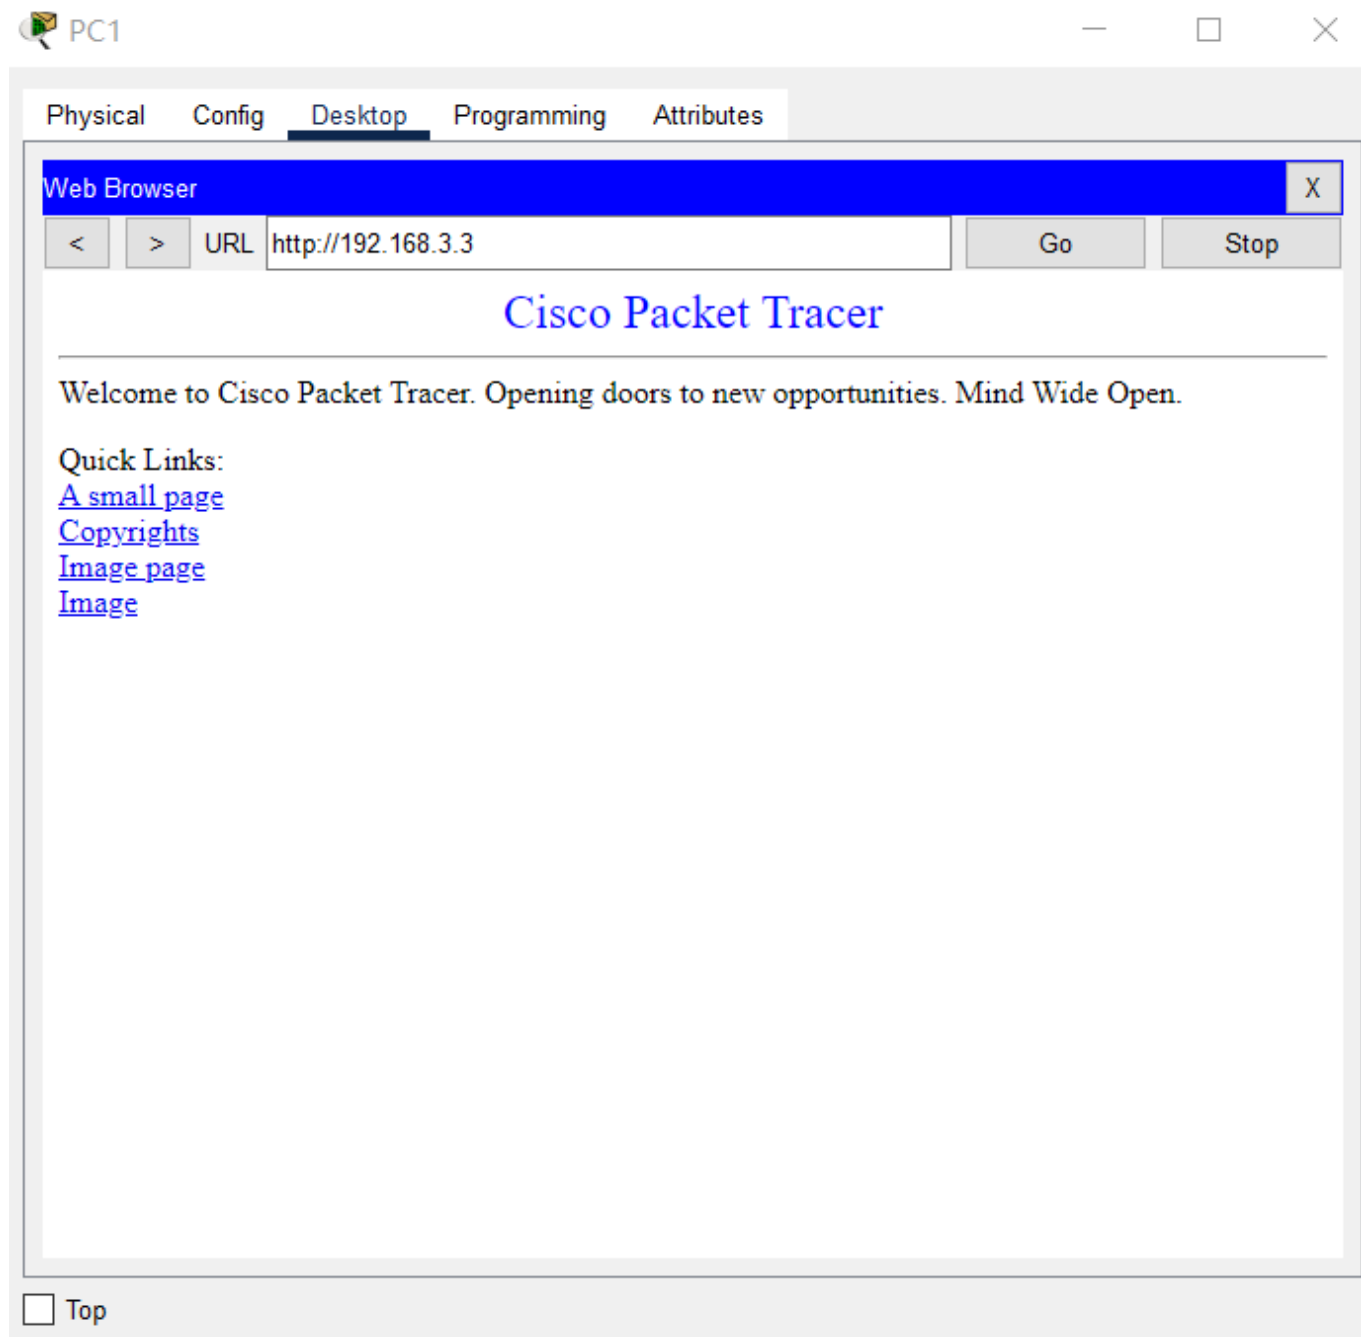 PC1
Physical Config Desktop Programming Attributes
Web Browser X
< > URL http://192.168.3.3 Go Stop
Cisco Packet Tracer
Welcome to Cisco Packet Tracer. Opening doors to new opportunities. Mind Wide Open.
Quick Links:
A small page
Copyrights
Image page
Image
Top